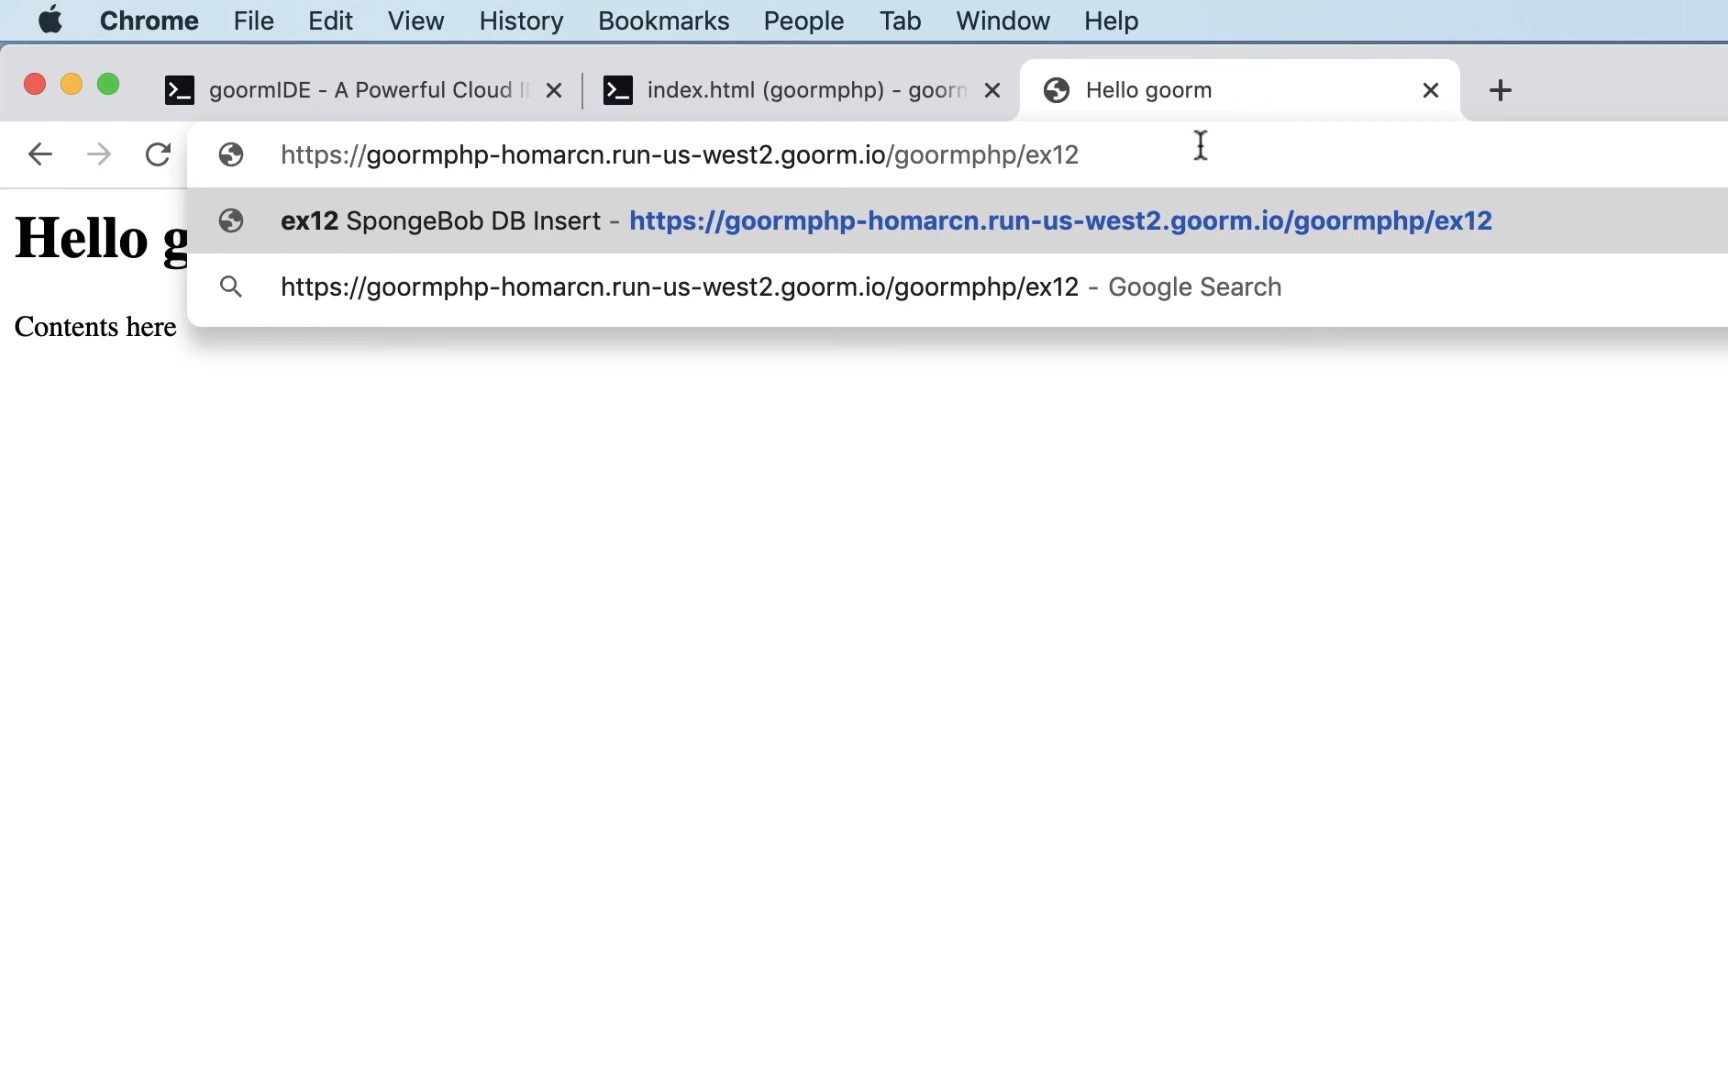 Chrome File Edit View History Bookmarks People Tab Window Help
goormIDE - A Powerful Cloud index.html (goormphp) - goorm Hello goorm
https://goormphp-homarcn.run-us-west2.goorm.io/goormphp/ex12
ex12 SpongeBob DB Insert - https://goormphp-homarcn.run-us-west2.goorm.io/goormphp/ex12
Hello
https://goormphp-homarcn.run-us-west2.goorm.io/goormphp/ex12 - Google Search
Contents here